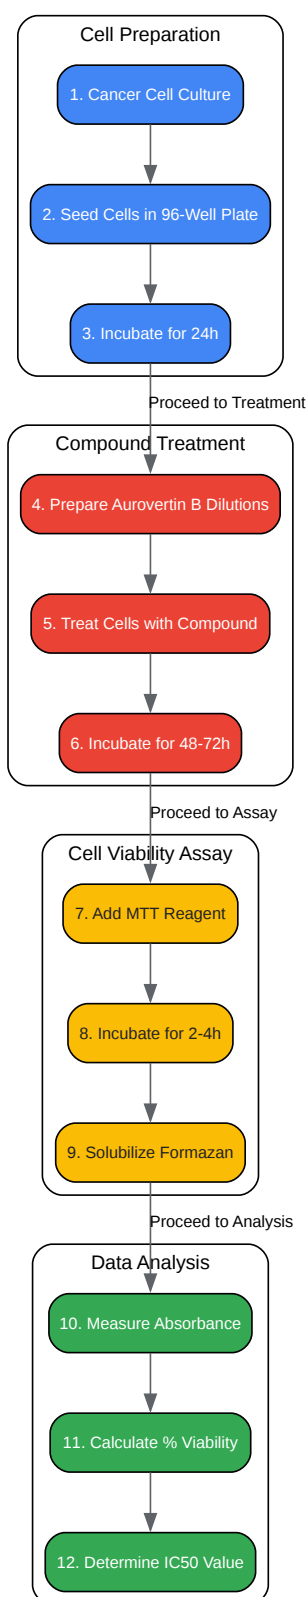 Cell Preparation
1. Cancer Cell Culture
2. Seed Cells in 96-Well Plate
3. Incubate for 24h
Proceed to Treatment
Compound Treatment
4. Prepare Aurovertin B Dilutions
5. Treat Cells with Compound
6. Incubate for 48-72h
Proceed to Assay
Cell Viability Assay
7. Add MTT Reagent
8. Incubate for 2-4h
9. Solubilize Formazan
Proceed to Analysis
Data Analysis
10. Measure Absorbance
11. Calculate % Viability
12. Determine IC50 Value